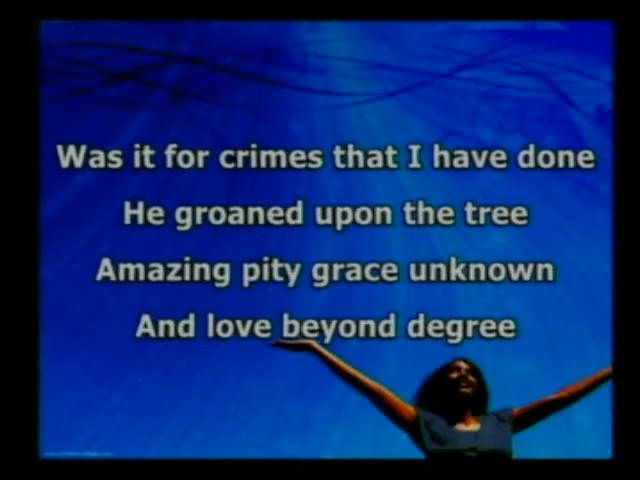 Was it for crimes that I have done
He groaned upon the tree
Amazing pity grace unknown
And love beyond degree